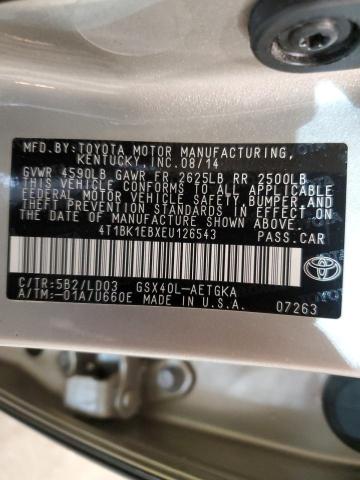 MFD.BY:TOYOTA MOTOR MANUFACTURING,
KENTUCKY,INC.08/14
GVWR 4590LB GAWR FR 2625LB RR 2500LB
THIS VEHICLE CONFORMS TO ALL APPLICABLE
FEDERAL MOTOR VEHICLE SAFETY,BUMPER,AND
THEFT PREVENTION STANDARDS IN EFFECT ON
THE DATE OF MANUFACTURE SHOWN ABOVE.
4T1BK1EBXEU126543 PASS.CAR
C/TR:5B2/LD03 GSX40L-AETGKA
A/TM:-01A/U660E MADE IN U.S.A.
TOYOTA
07263